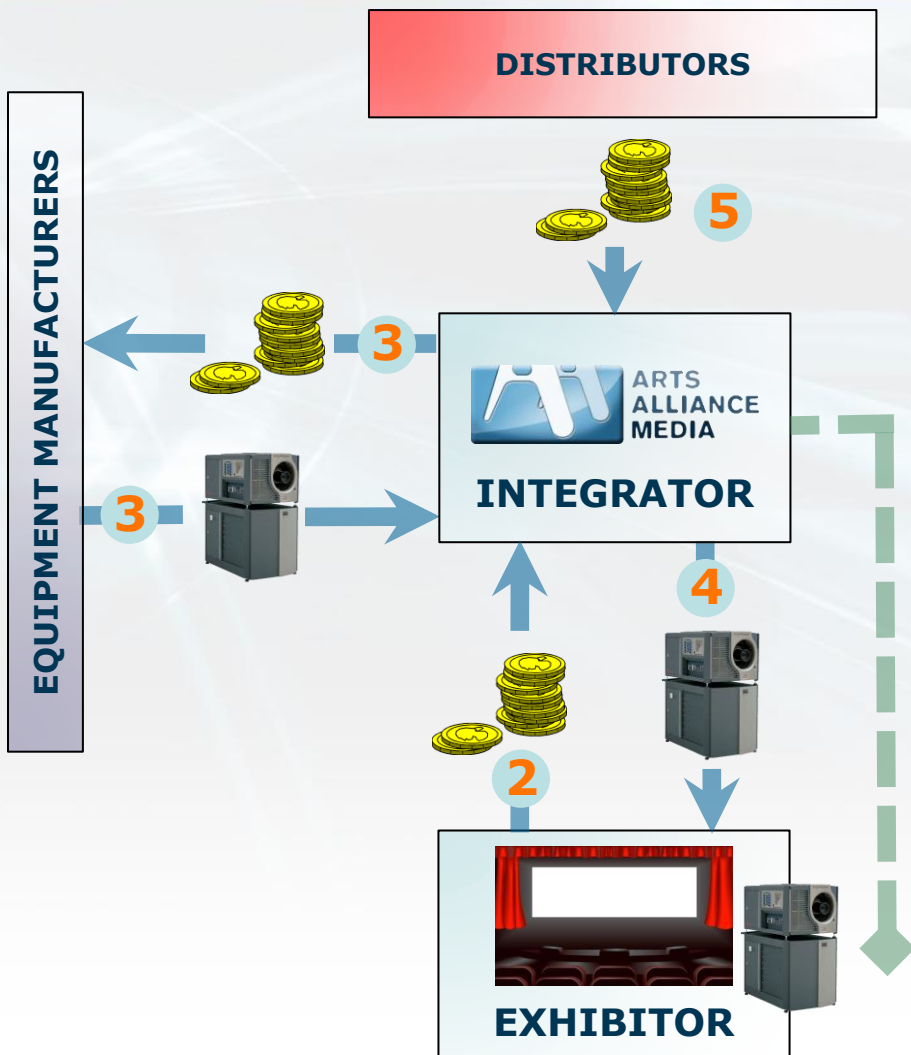 DISTRIBUTORS
5
EQUIPMENT MANUFACTURERS
3
ARTS
ALLIANCE
MEDIA
INTEGRATOR
3
4
2
EXHIBITOR